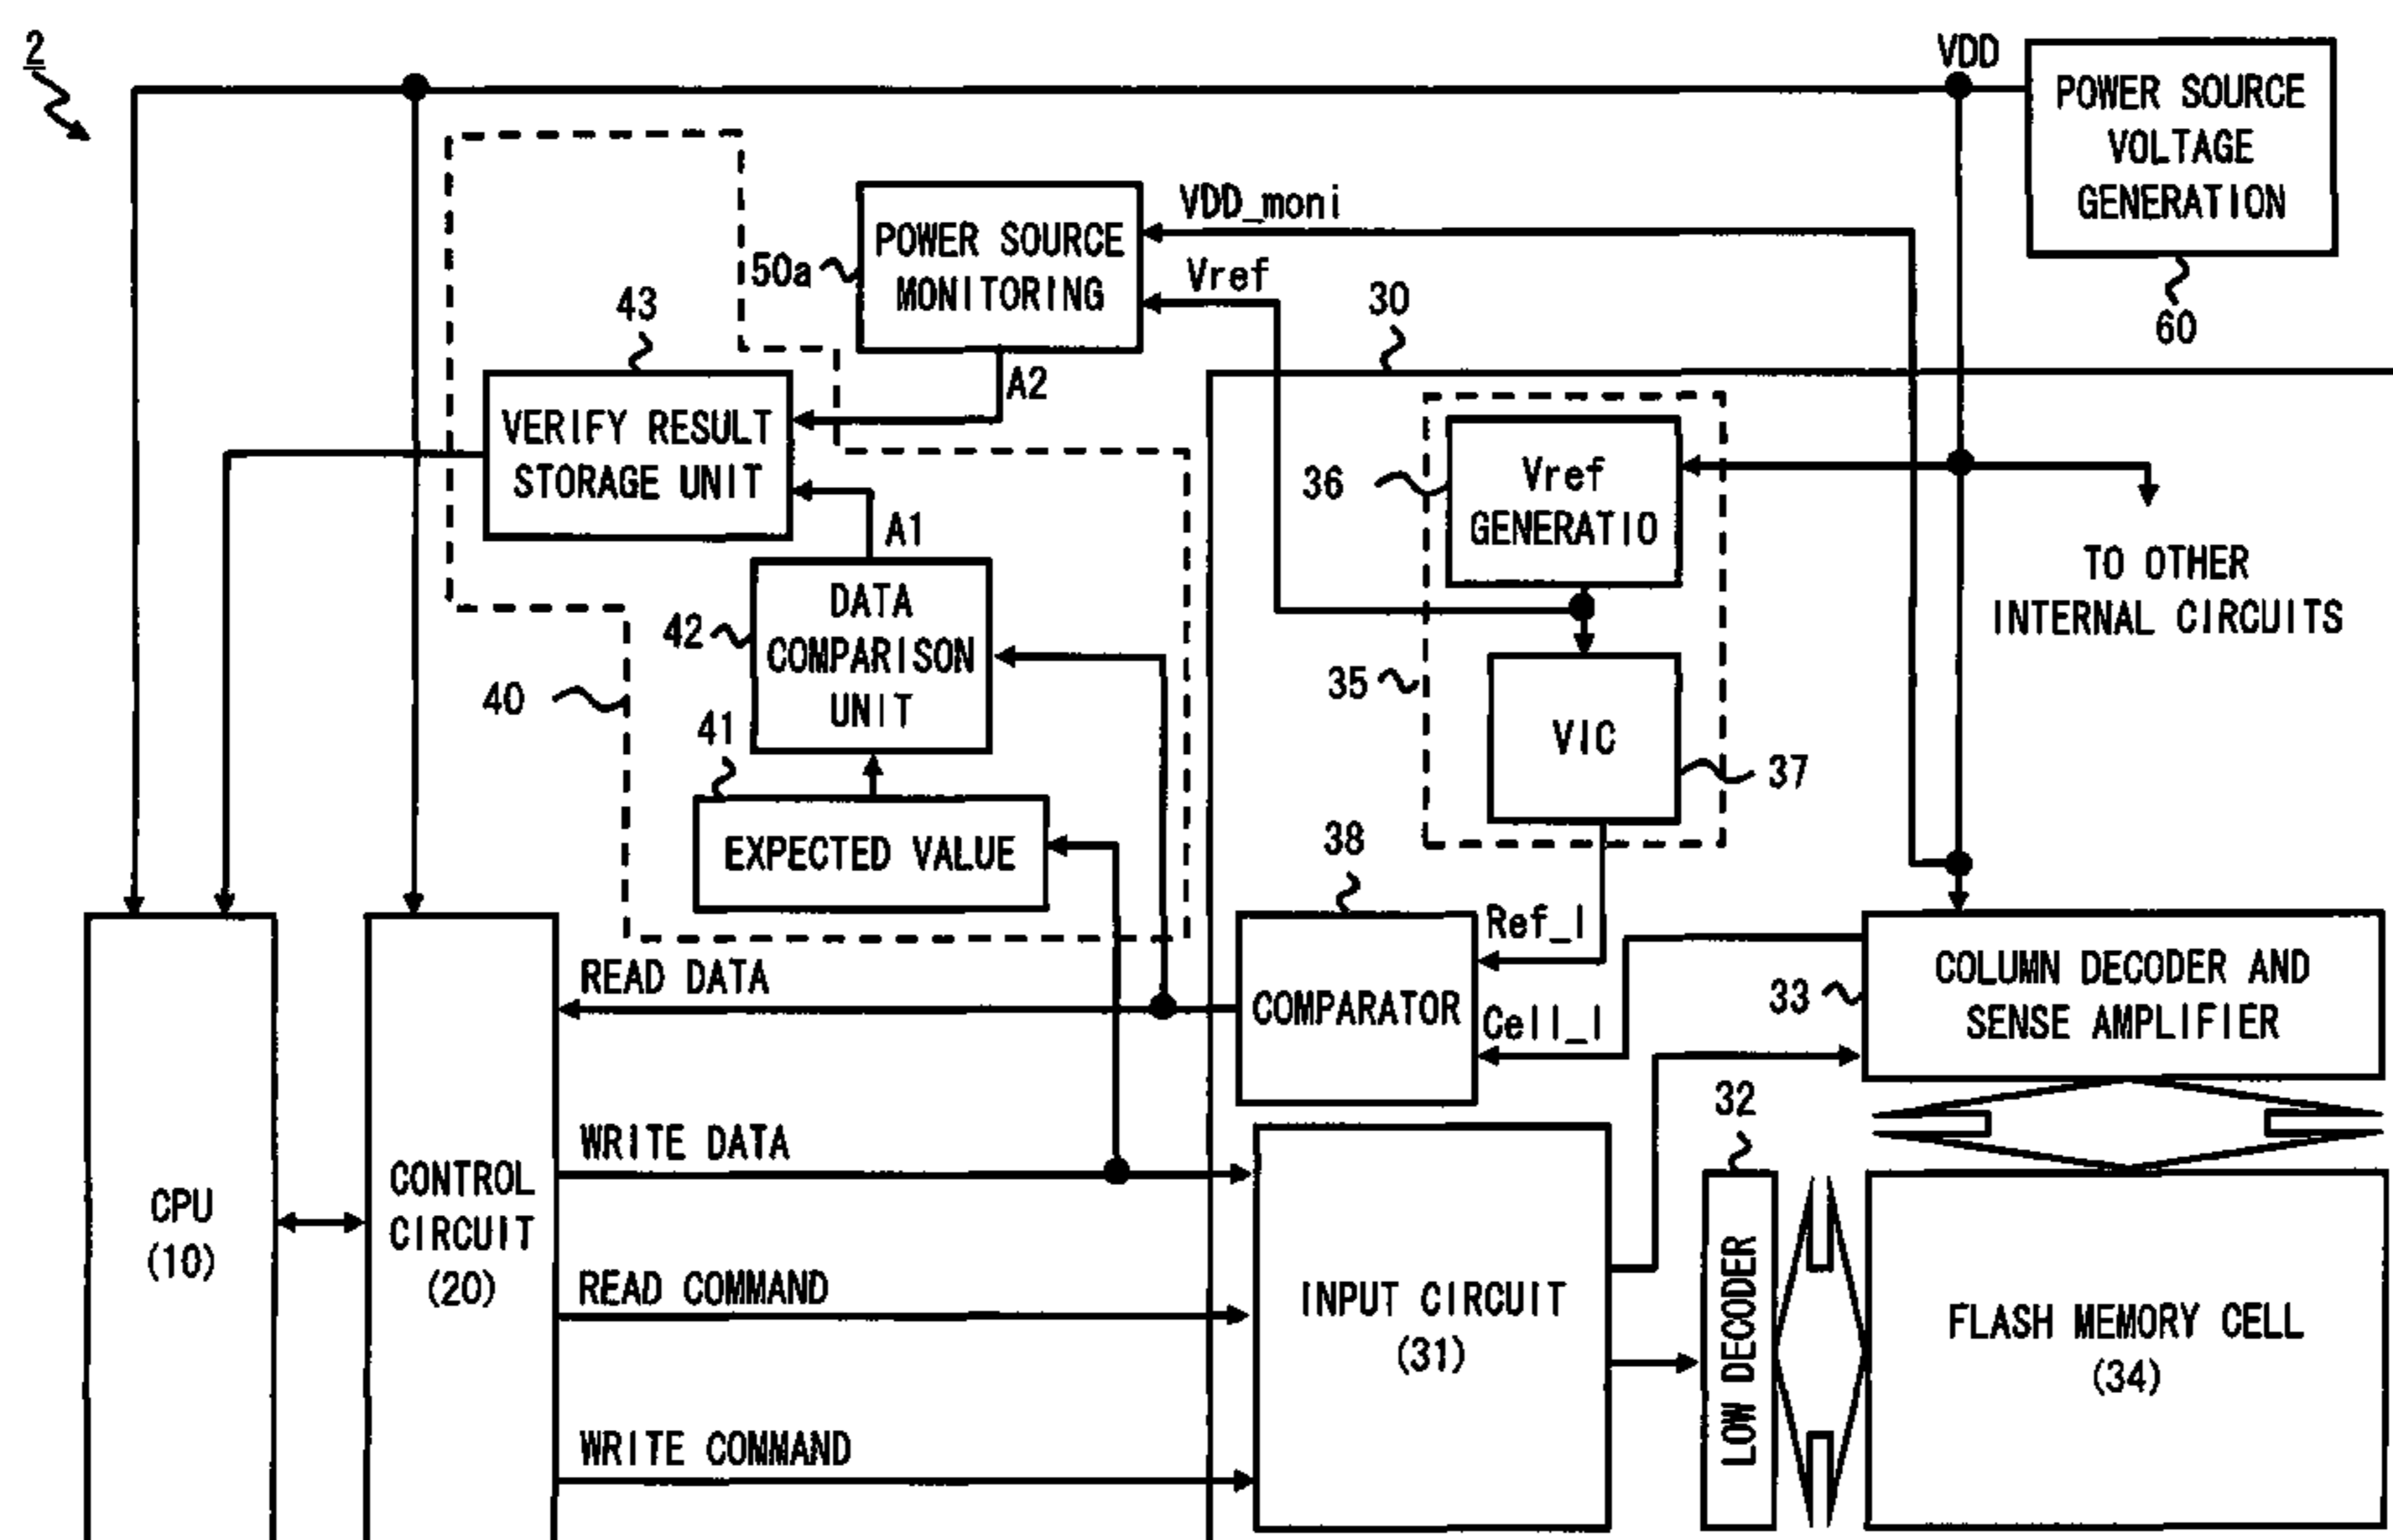 2
VDD
POWER SOURCE
VOLTAGE
GENERATION
60
VDD_moni
POWER SOURCE
MONITORING
50a
Vref
30
43
A2
VERIFY RESULT
STORAGE UNIT
36
Vref
GENERATIO
A1
TO OTHER
INTERNAL CIRCUITS
42
DATA
COMPARISON
UNIT
40
35
41
VIC
37
EXPECTED VALUE
38
Ref_I
READ DATA
COMPARATOR
Cell_I
33
COLUMN DECODER AND
SENSE AMPLIFIER
32
WRITE DATA
CPU
(10)
CONTROL
CIRCUIT
(20)
READ COMMAND
INPUT CIRCUIT
(31)
LOW DECODER
FLASH MEMORY CELL
(34)
WRITE COMMAND